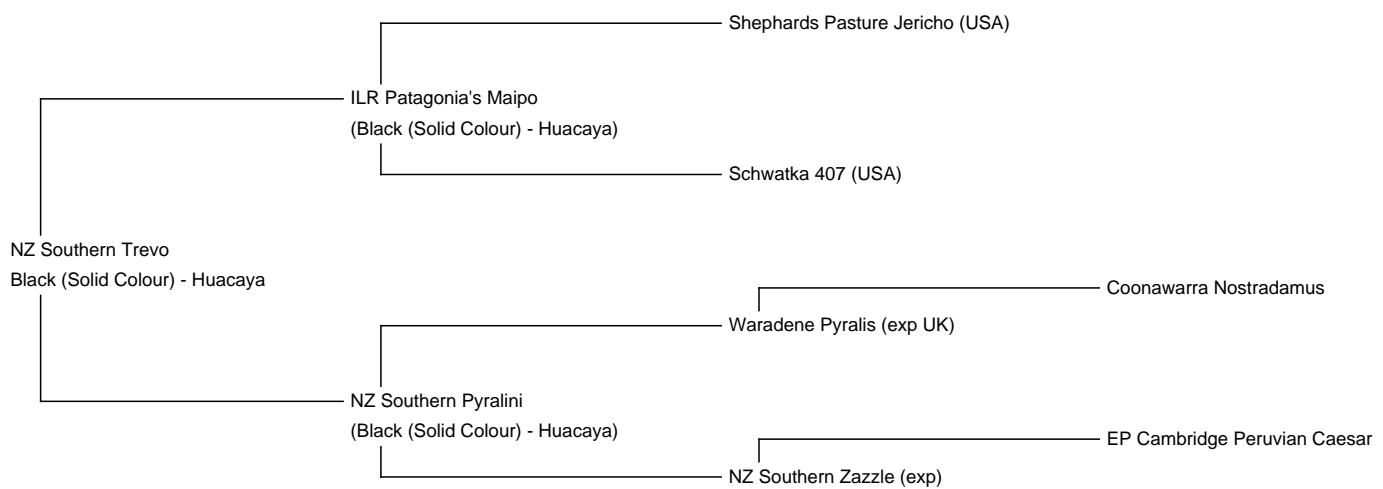 Shephards Pasture Jericho (USA)
ILR Patagonia's Maipo
(Black (Solid Colour) - Huacaya)
Schwatka 407 (USA)
NZ Southern Trevo
Black (Solid Colour) - Huacaya
Coonawarra Nostradamus
Waradene Pyralis (exp UK)
NZ Southern Pyralini
(Black (Solid Colour) - Huacaya)
EP Cambridge Peruvian Caesar
NZ Southern Zazzle (exp)